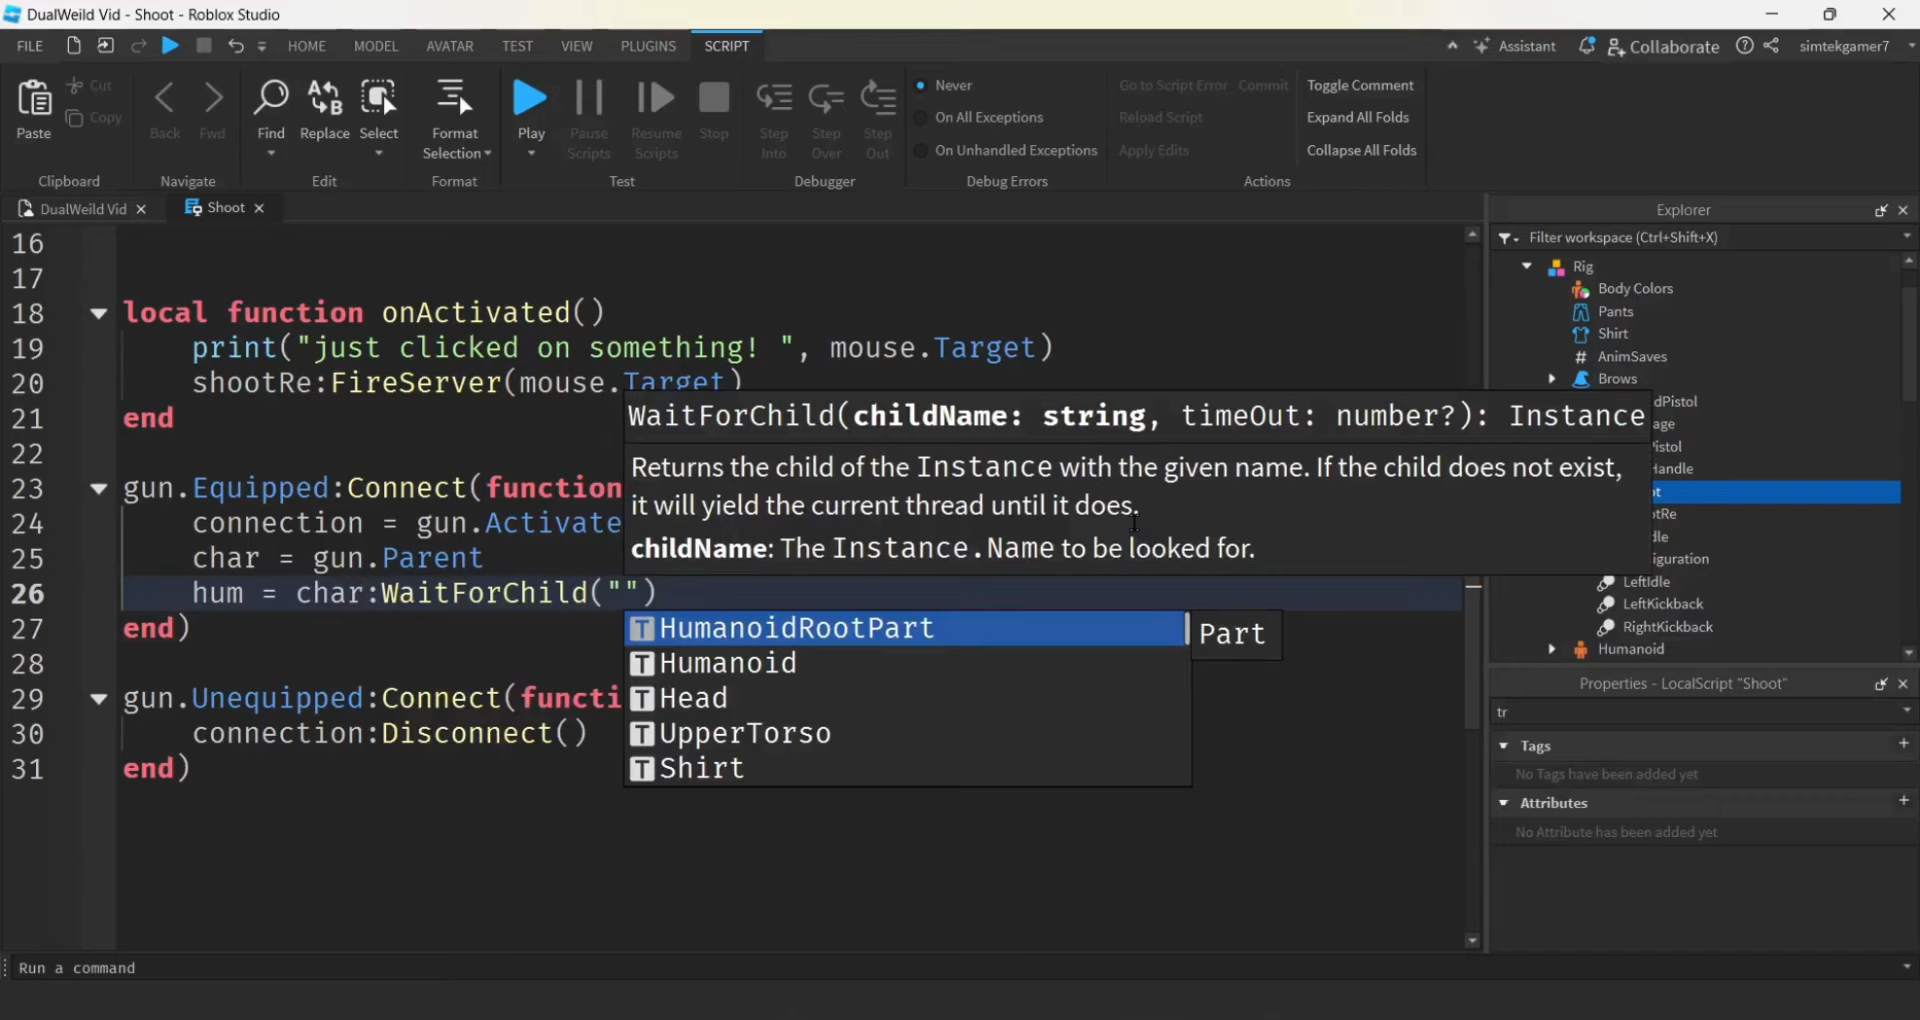 DualWeild Vid - Shoot - Roblox Studio
FILE HOME MODEL AVATAR TEST VIEW PLUGINS SCRIPT Assistant Collaborate simtekgamer7
Paste Cut Copy Back Fwd Find Replace Select Format Selection Play Pause Scripts Resume Scripts Stop Step Into Step Over Step Out
Never
On All Exceptions
On Unhandled Exceptions
Go to Script Error Commit
Reload Script
Apply Edits
Toggle Comment
Expand All Folds
Collapse All Folds
Clipboard Navigate Edit Format Test Debugger Debug Errors Actions
DualWeild Vid Shoot
16
17
18 local function onActivated()
19 print("just clicked on something! ", mouse.Target)
20 shootRe:FireServer(mouse.Target)
21 end
22
23 gun.Equipped:Connect(function
24 connection = gun.Activate
25 char = gun.Parent
26 hum = char:WaitForChild("")
27 end)
28
29 gun.Unequipped:Connect(functi
30 connection:Disconnect()
31 end)
WaitForChild(childName: string, timeOut: number?): Instance
Returns the child of the Instance with the given name. If the child does not exist,
it will yield the current thread until it does.
childName: The Instance.Name to be looked for.
HumanoidRootPart Part
Humanoid
Head
UpperTorso
Shirt
Explorer
Filter workspace (Ctrl+Shift+X)
Rig
Body Colors
Pants
Shirt
# AnimSaves
Brows
dPistol
age
istol
Handle
ot
otRe
dle
iguration
LeftIdle
LeftKickback
RightKickback
Humanoid
Properties - LocalScript "Shoot"
tr
Tags
No Tags have been added yet
Attributes
No Attribute has been added yet
Run a command